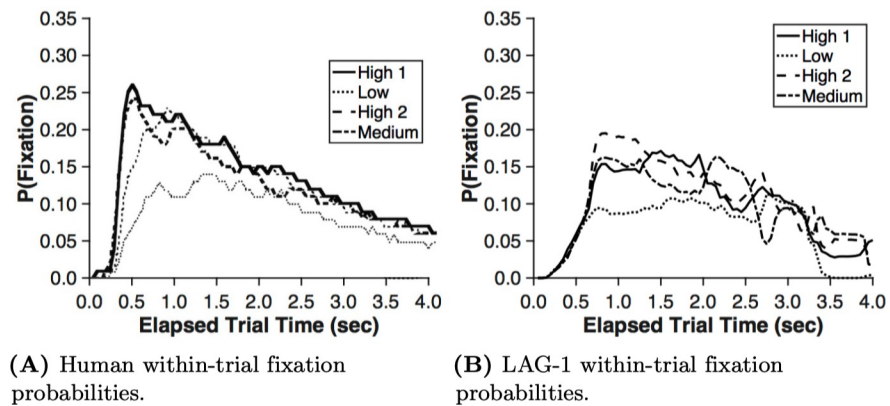 0.35
0.30
0.25
0.20
0.15
0.10
0.05
0.0
P(Fixation)
High 1
Low
High 2
Medium
0.0 0.5 1.0 1.5 2.0 2.5 3.0 3.5 4.0
Elapsed Trial Time (sec)
(A) Human within-trial fixation
probabilities.
0.35
0.30
0.25
0.20
0.15
0.10
0.05
0.0
P(Fixation)
High 1
Low
High 2
Medium
0.0 0.5 1.0 1.5 2.0 2.5 3.0 3.5 4.0
Elapsed Trial Time (sec)
(B) LAG-1 within-trial fixation
probabilities.